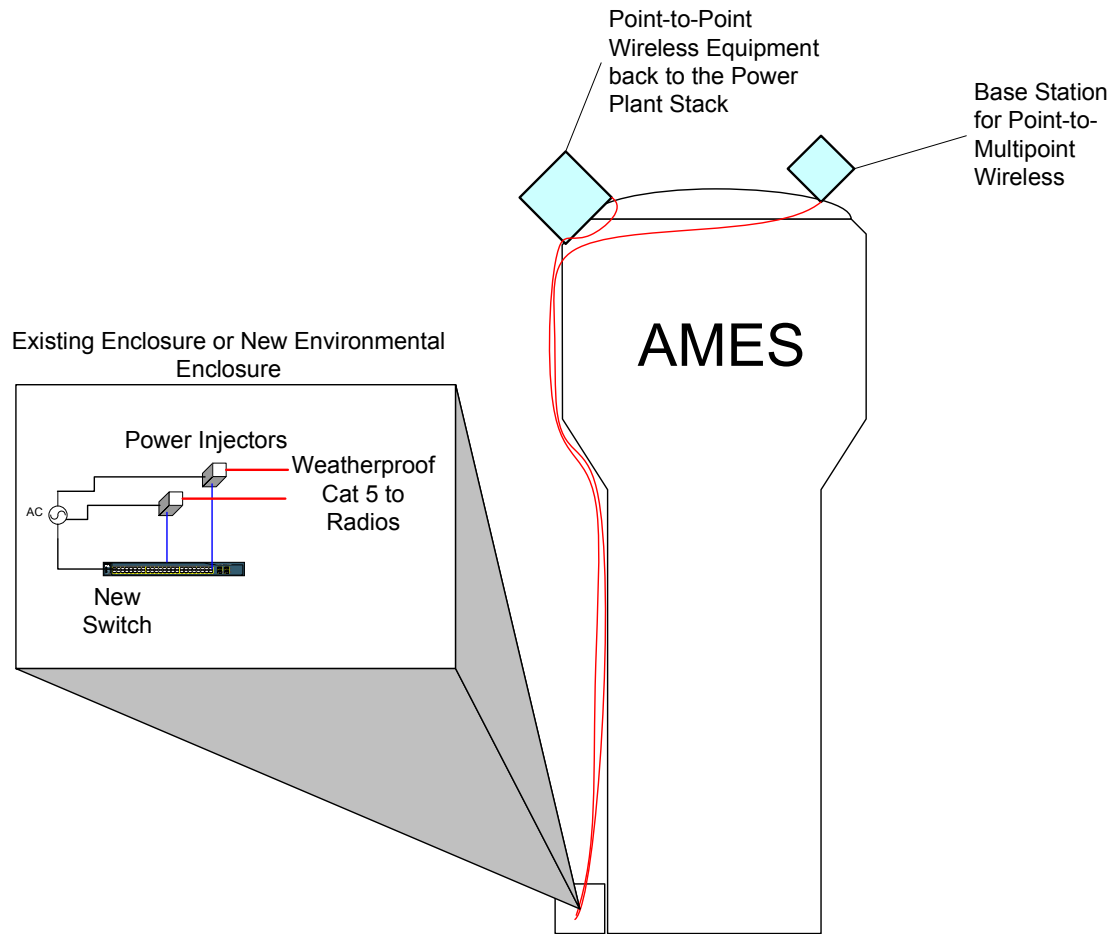 Point-to-Point
Wireless Equipment
back to the Power
Plant Stack
Base Station
for Point-to-
Multipoint
Wireless
AMES
Existing Enclosure or New Environmental
Enclosure
Power Injectors
Weatherproof
Cat 5 to
Radios
AC
New
Switch